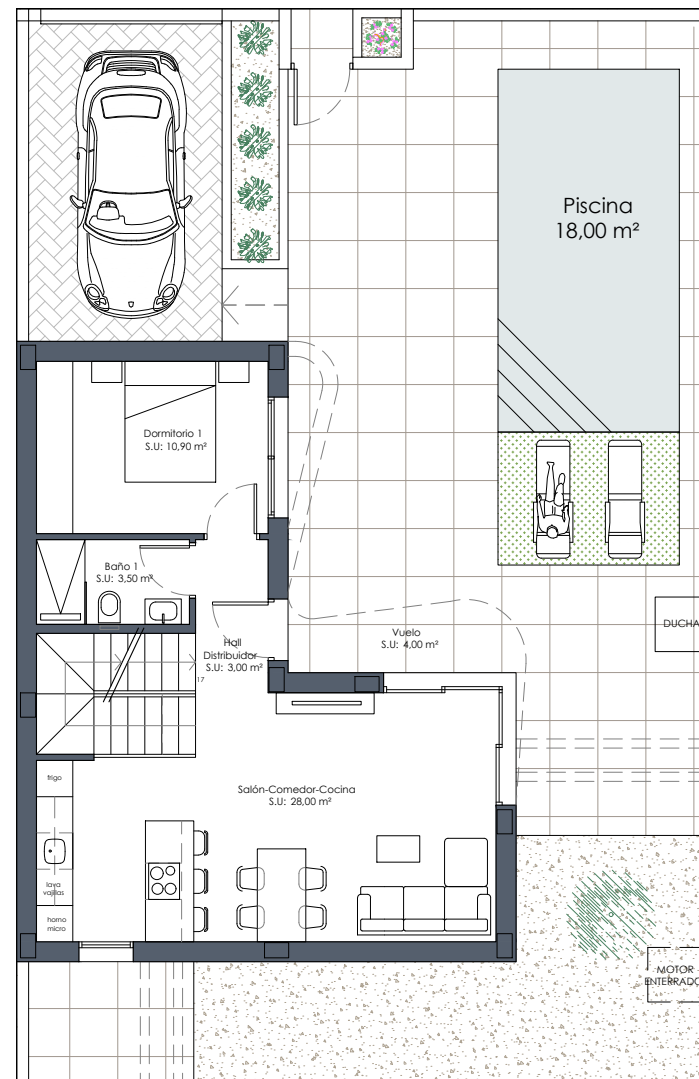 Piscina
18,00 m²
Dormitorio 1
S.U: 10,90 m²
Baño 1
S.U: 3,50 m²
Hall
Distribuidor
S.U: 3,00 m²
17
Vuelo
S.U: 4,00 m²
DUCHA
frigo
Salón-Comedor-Cocina
S.U: 28,00 m²
lava
vajillas
horno
micro
MOTOR
ENTERRADO